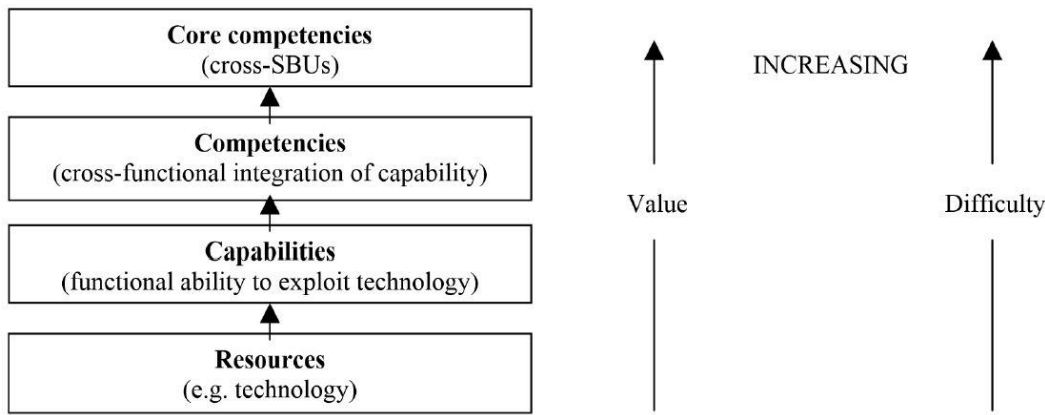 Core competencies
(cross-SBUs)
Competencies
(cross-functional integration of capability)
Capabilities
(functional ability to exploit technology)
Resources
(e.g. technology)
INCREASING
Value
Difficulty